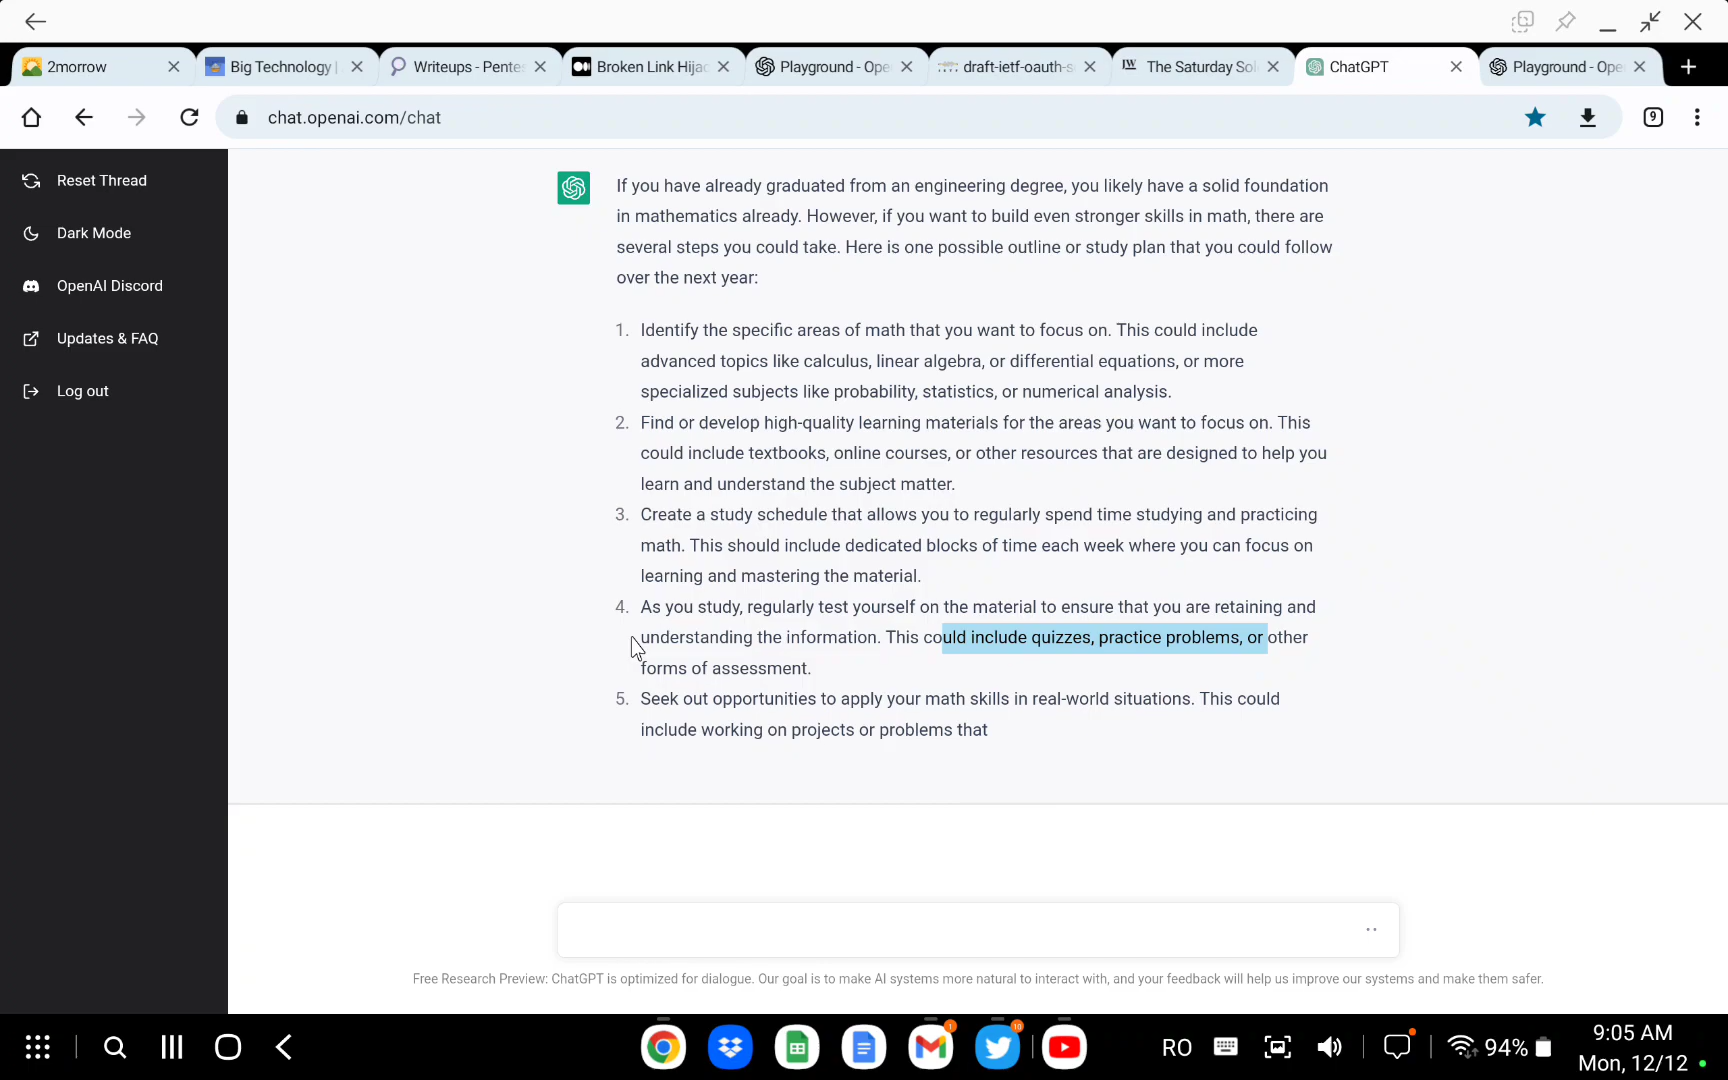 2morrow
Big Technology |
Writeups - Pentes
Broken Link Hijac
Playground - Ope
draft-ietf-oauth-s
The Saturday Sol
ChatGPT
Playground - Ope
chat.openai.com/chat
9
Reset Thread
Dark Mode
OpenAI Discord
Updates & FAQ
Log out
If you have already graduated from an engineering degree, you likely have a solid foundation
in mathematics already. However, if you want to build even stronger skills in math, there are
several steps you could take. Here is one possible outline or study plan that you could follow
over the next year:
1. Identify the specific areas of math that you want to focus on. This could include
advanced topics like calculus, linear algebra, or differential equations, or more
specialized subjects like probability, statistics, or numerical analysis.
2. Find or develop high-quality learning materials for the areas you want to focus on. This
could include textbooks, online courses, or other resources that are designed to help you
learn and understand the subject matter.
3. Create a study schedule that allows you to regularly spend time studying and practicing
math. This should include dedicated blocks of time each week where you can focus on
learning and mastering the material.
4. As you study, regularly test yourself on the material to ensure that you are retaining and
understanding the information. This could include quizzes, practice problems, or other
forms of assessment.
5. Seek out opportunities to apply your math skills in real-world situations. This could
include working on projects or problems that
Free Research Preview: ChatGPT is optimized for dialogue. Our goal is to make AI systems more natural to interact with, and your feedback will help us improve our systems and make them safer.
1
10
RO
94%
9:05 AM
Mon, 12/12